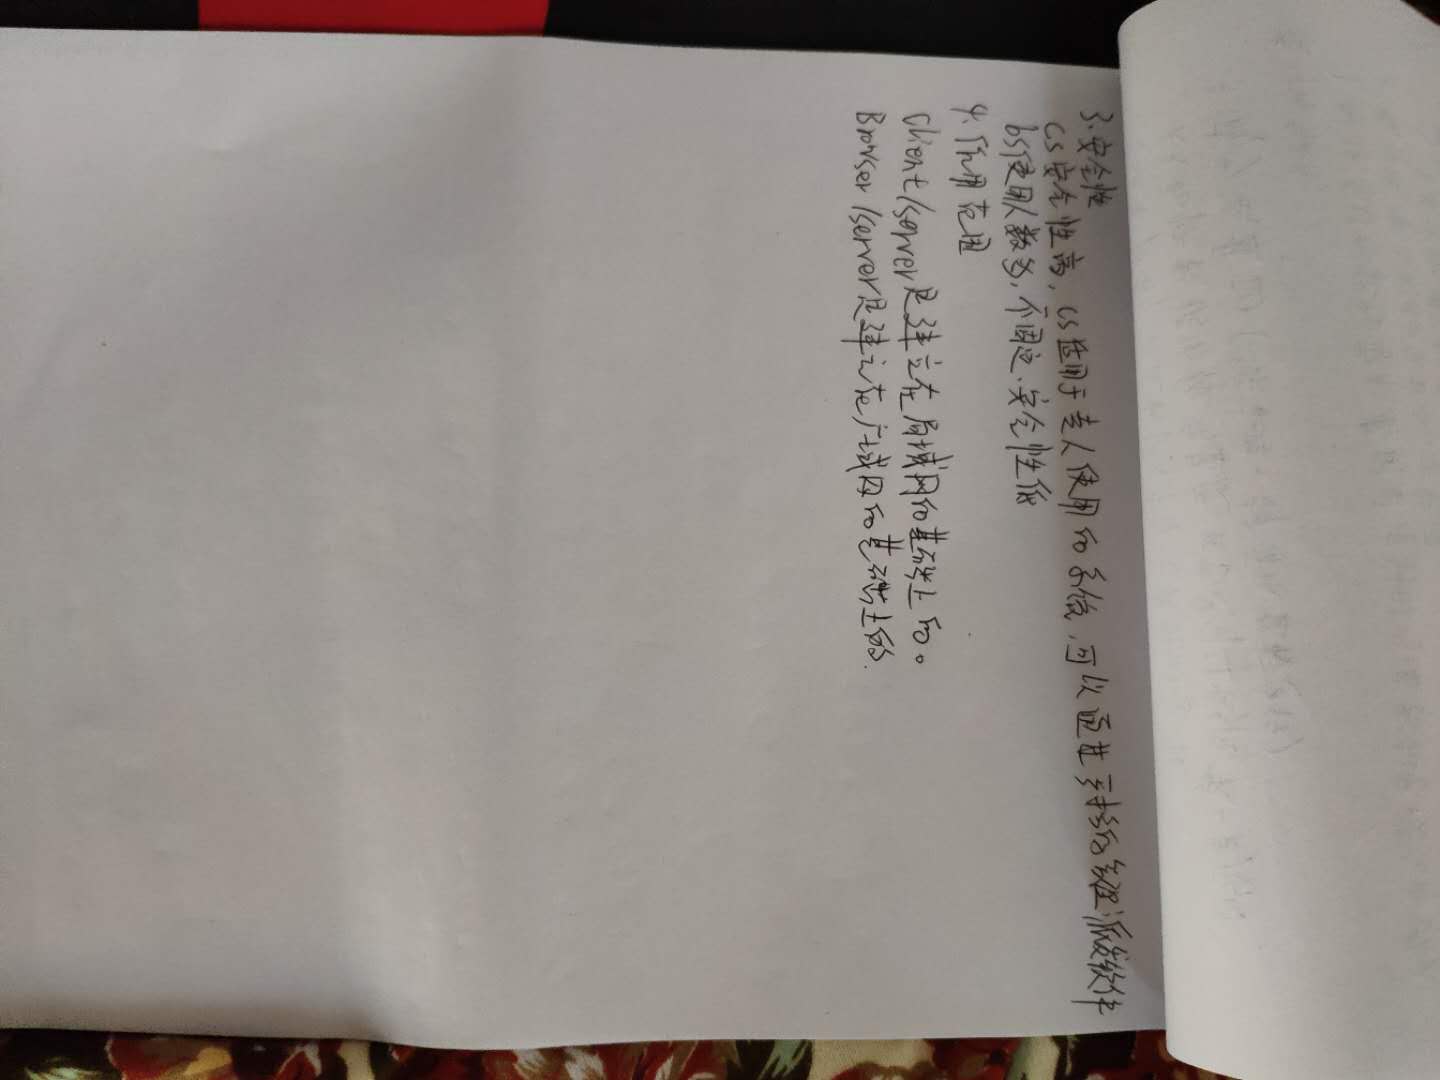 3、安全性
CS安全性高，CS适用于专人使用的系统，可以通过严格的管理派发软件
bs使用人数多，不固定、安全性低
4、作用范围
Client/server是建立在局域网的基础上的。
Browser/server是建立在广域网的基础上的.